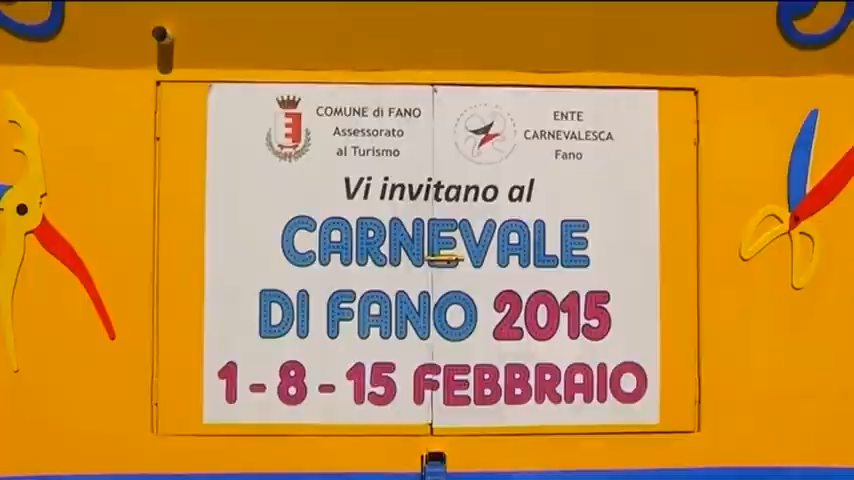 COMUNE di FANO
Assessorato
al Turismo
ENTE
CARNEVALESCA
Fano
Vi invitano al
CARNEVALE
DI FANO 2015
1-8-15 FEBBRAIO